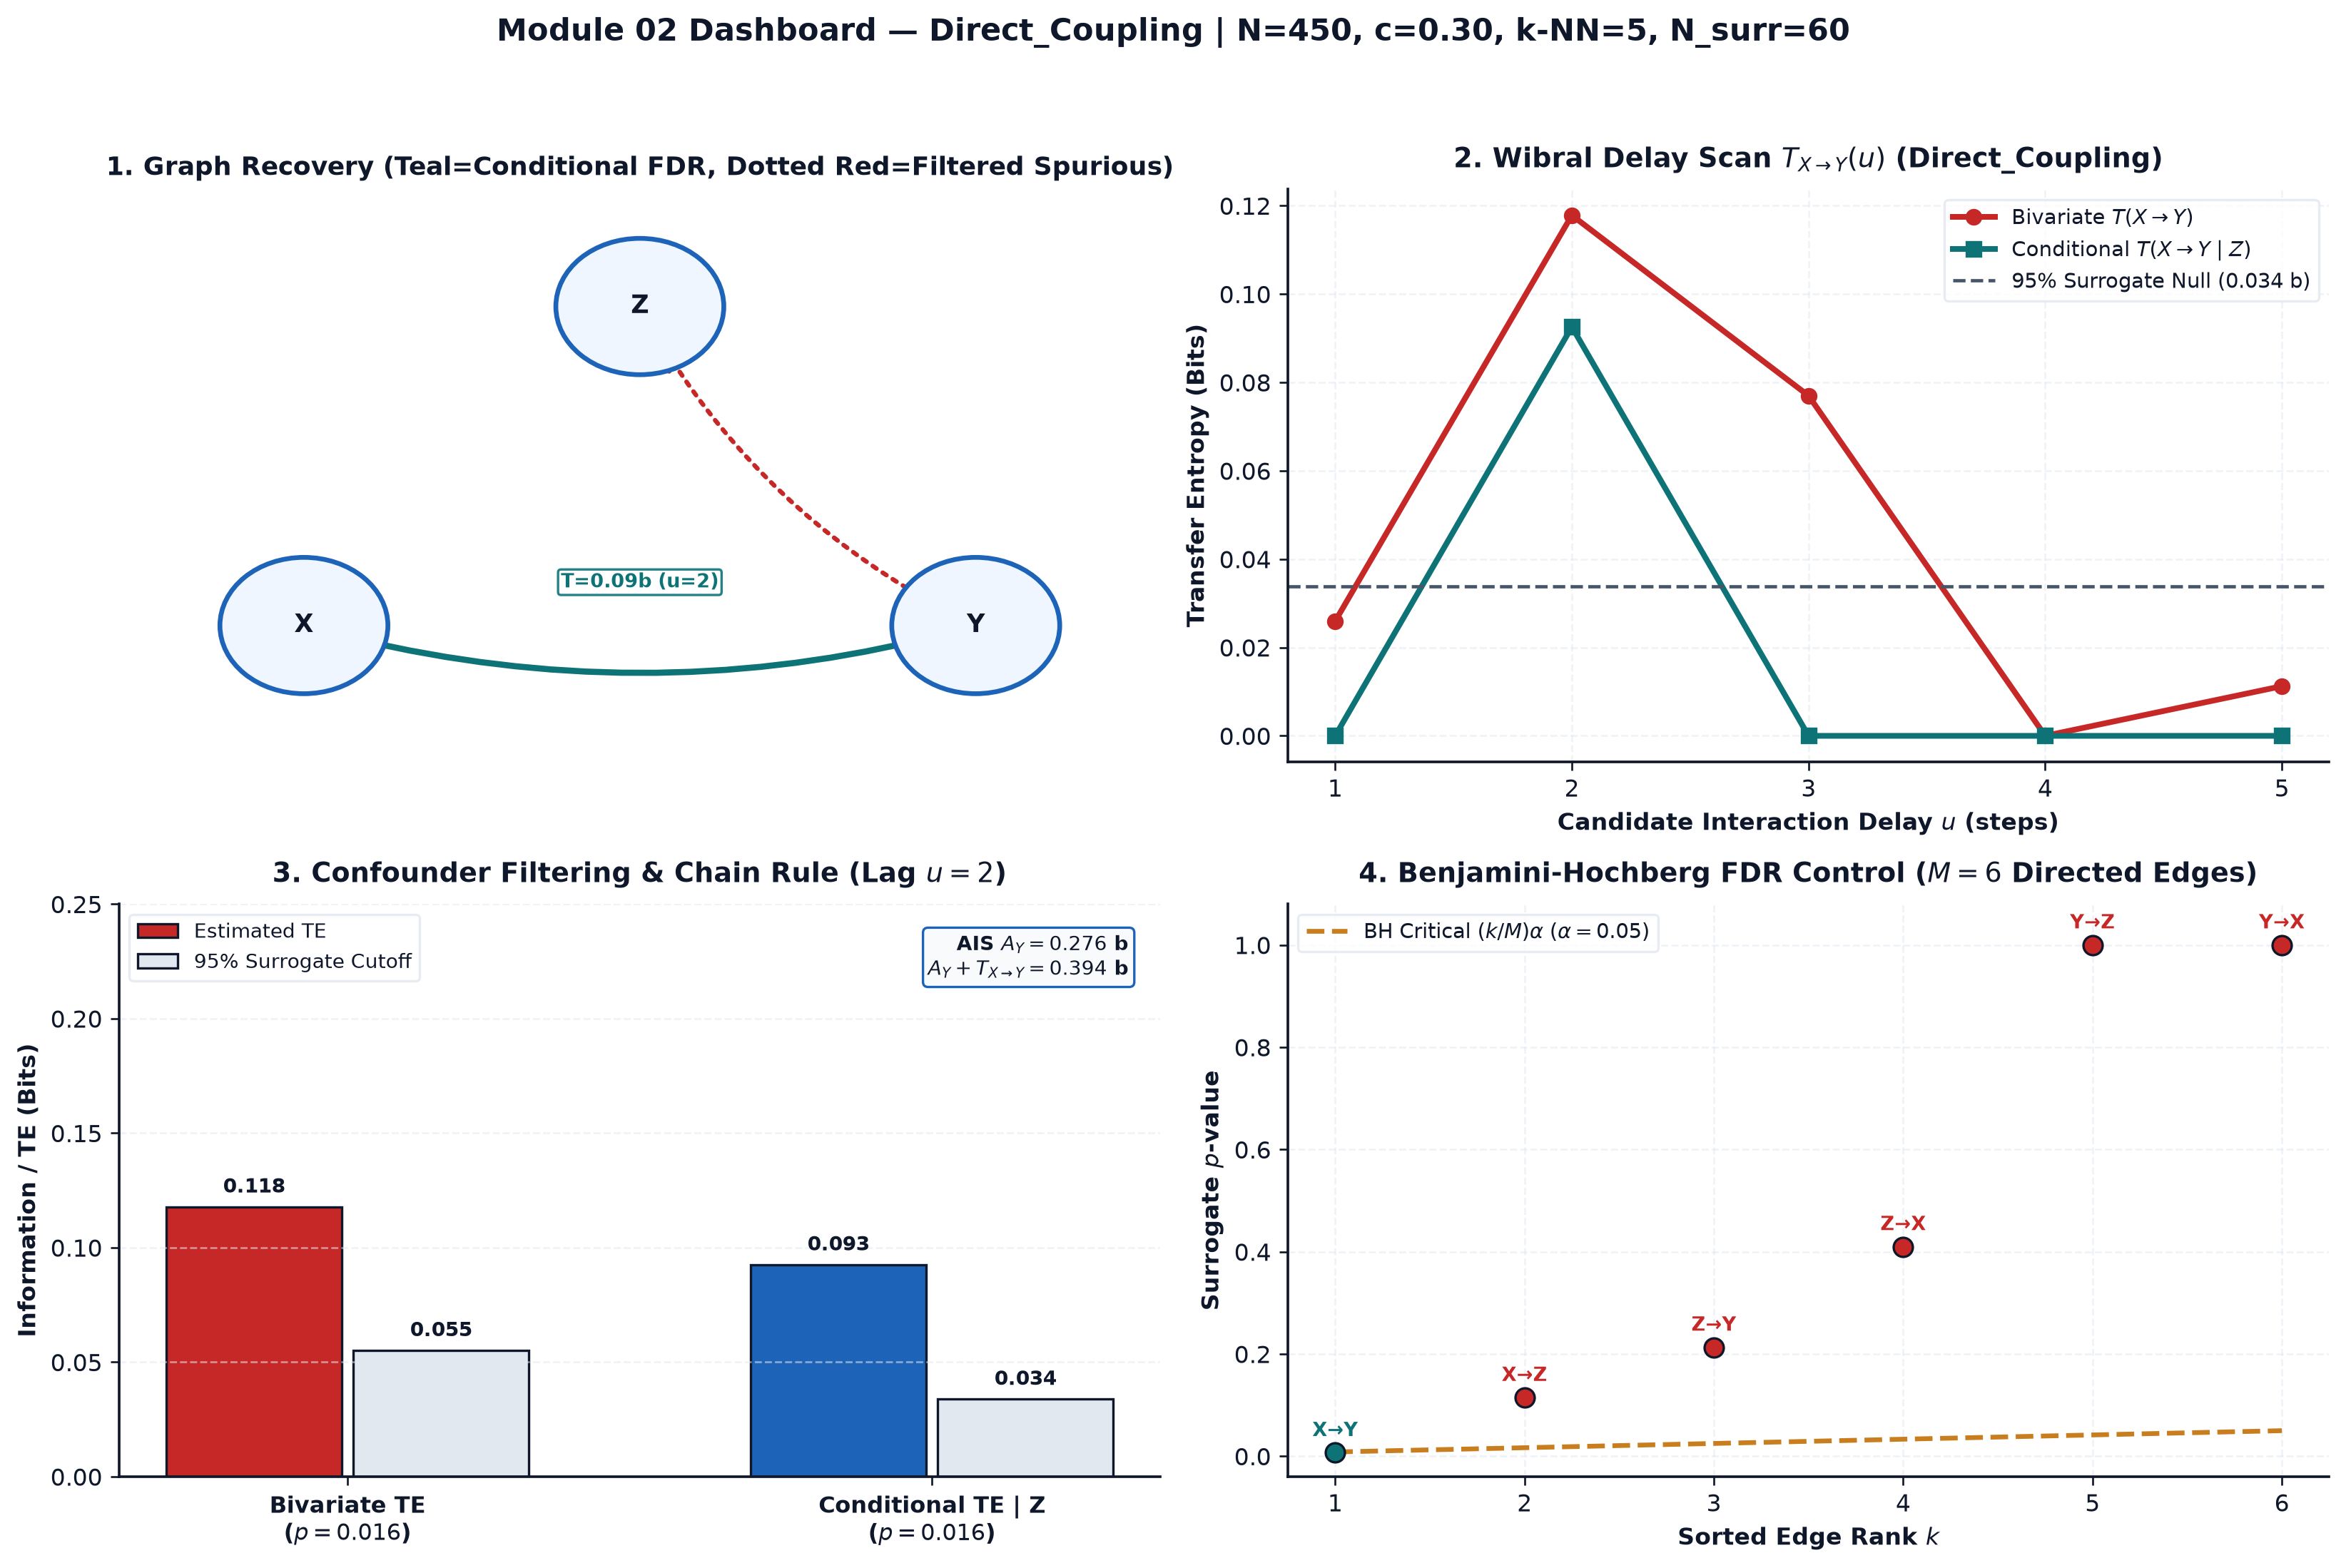 Module 02 Dashboard — Direct_Coupling | N=450, c=0.30, k-NN=5, N_surr=60
1. Graph Recovery (Teal=Conditional FDR, Dotted Red=Filtered Spurious)
Z
X
Y
T=0.09b (u=2)
2. Wibral Delay Scan T_{X→Y}(u) (Direct_Coupling)
Bivariate T(X→Y)
Conditional T(X→Y | Z)
95% Surrogate Null (0.034 b)
Transfer Entropy (Bits)
0.12
0.10
0.08
0.06
0.04
0.02
0.00
1 2 3 4 5
Candidate Interaction Delay u (steps)
3. Confounder Filtering & Chain Rule (Lag u = 2)
Estimated TE
95% Surrogate Cutoff
AIS A_Y = 0.276 b
A_Y + T_{X→Y} = 0.394 b
Information / TE (Bits)
0.25
0.20
0.15
0.10
0.05
0.00
0.118
0.055
0.093
0.034
Bivariate TE
(p = 0.016)
Conditional TE | Z
(p = 0.016)
4. Benjamini-Hochberg FDR Control (M = 6 Directed Edges)
BH Critical (k/M)α (α = 0.05)
Surrogate p-value
1.0
0.8
0.6
0.4
0.2
0.0
X→Y
X→Z
Z→Y
Z→X
Y→Z
Y→X
1 2 3 4 5 6
Sorted Edge Rank k